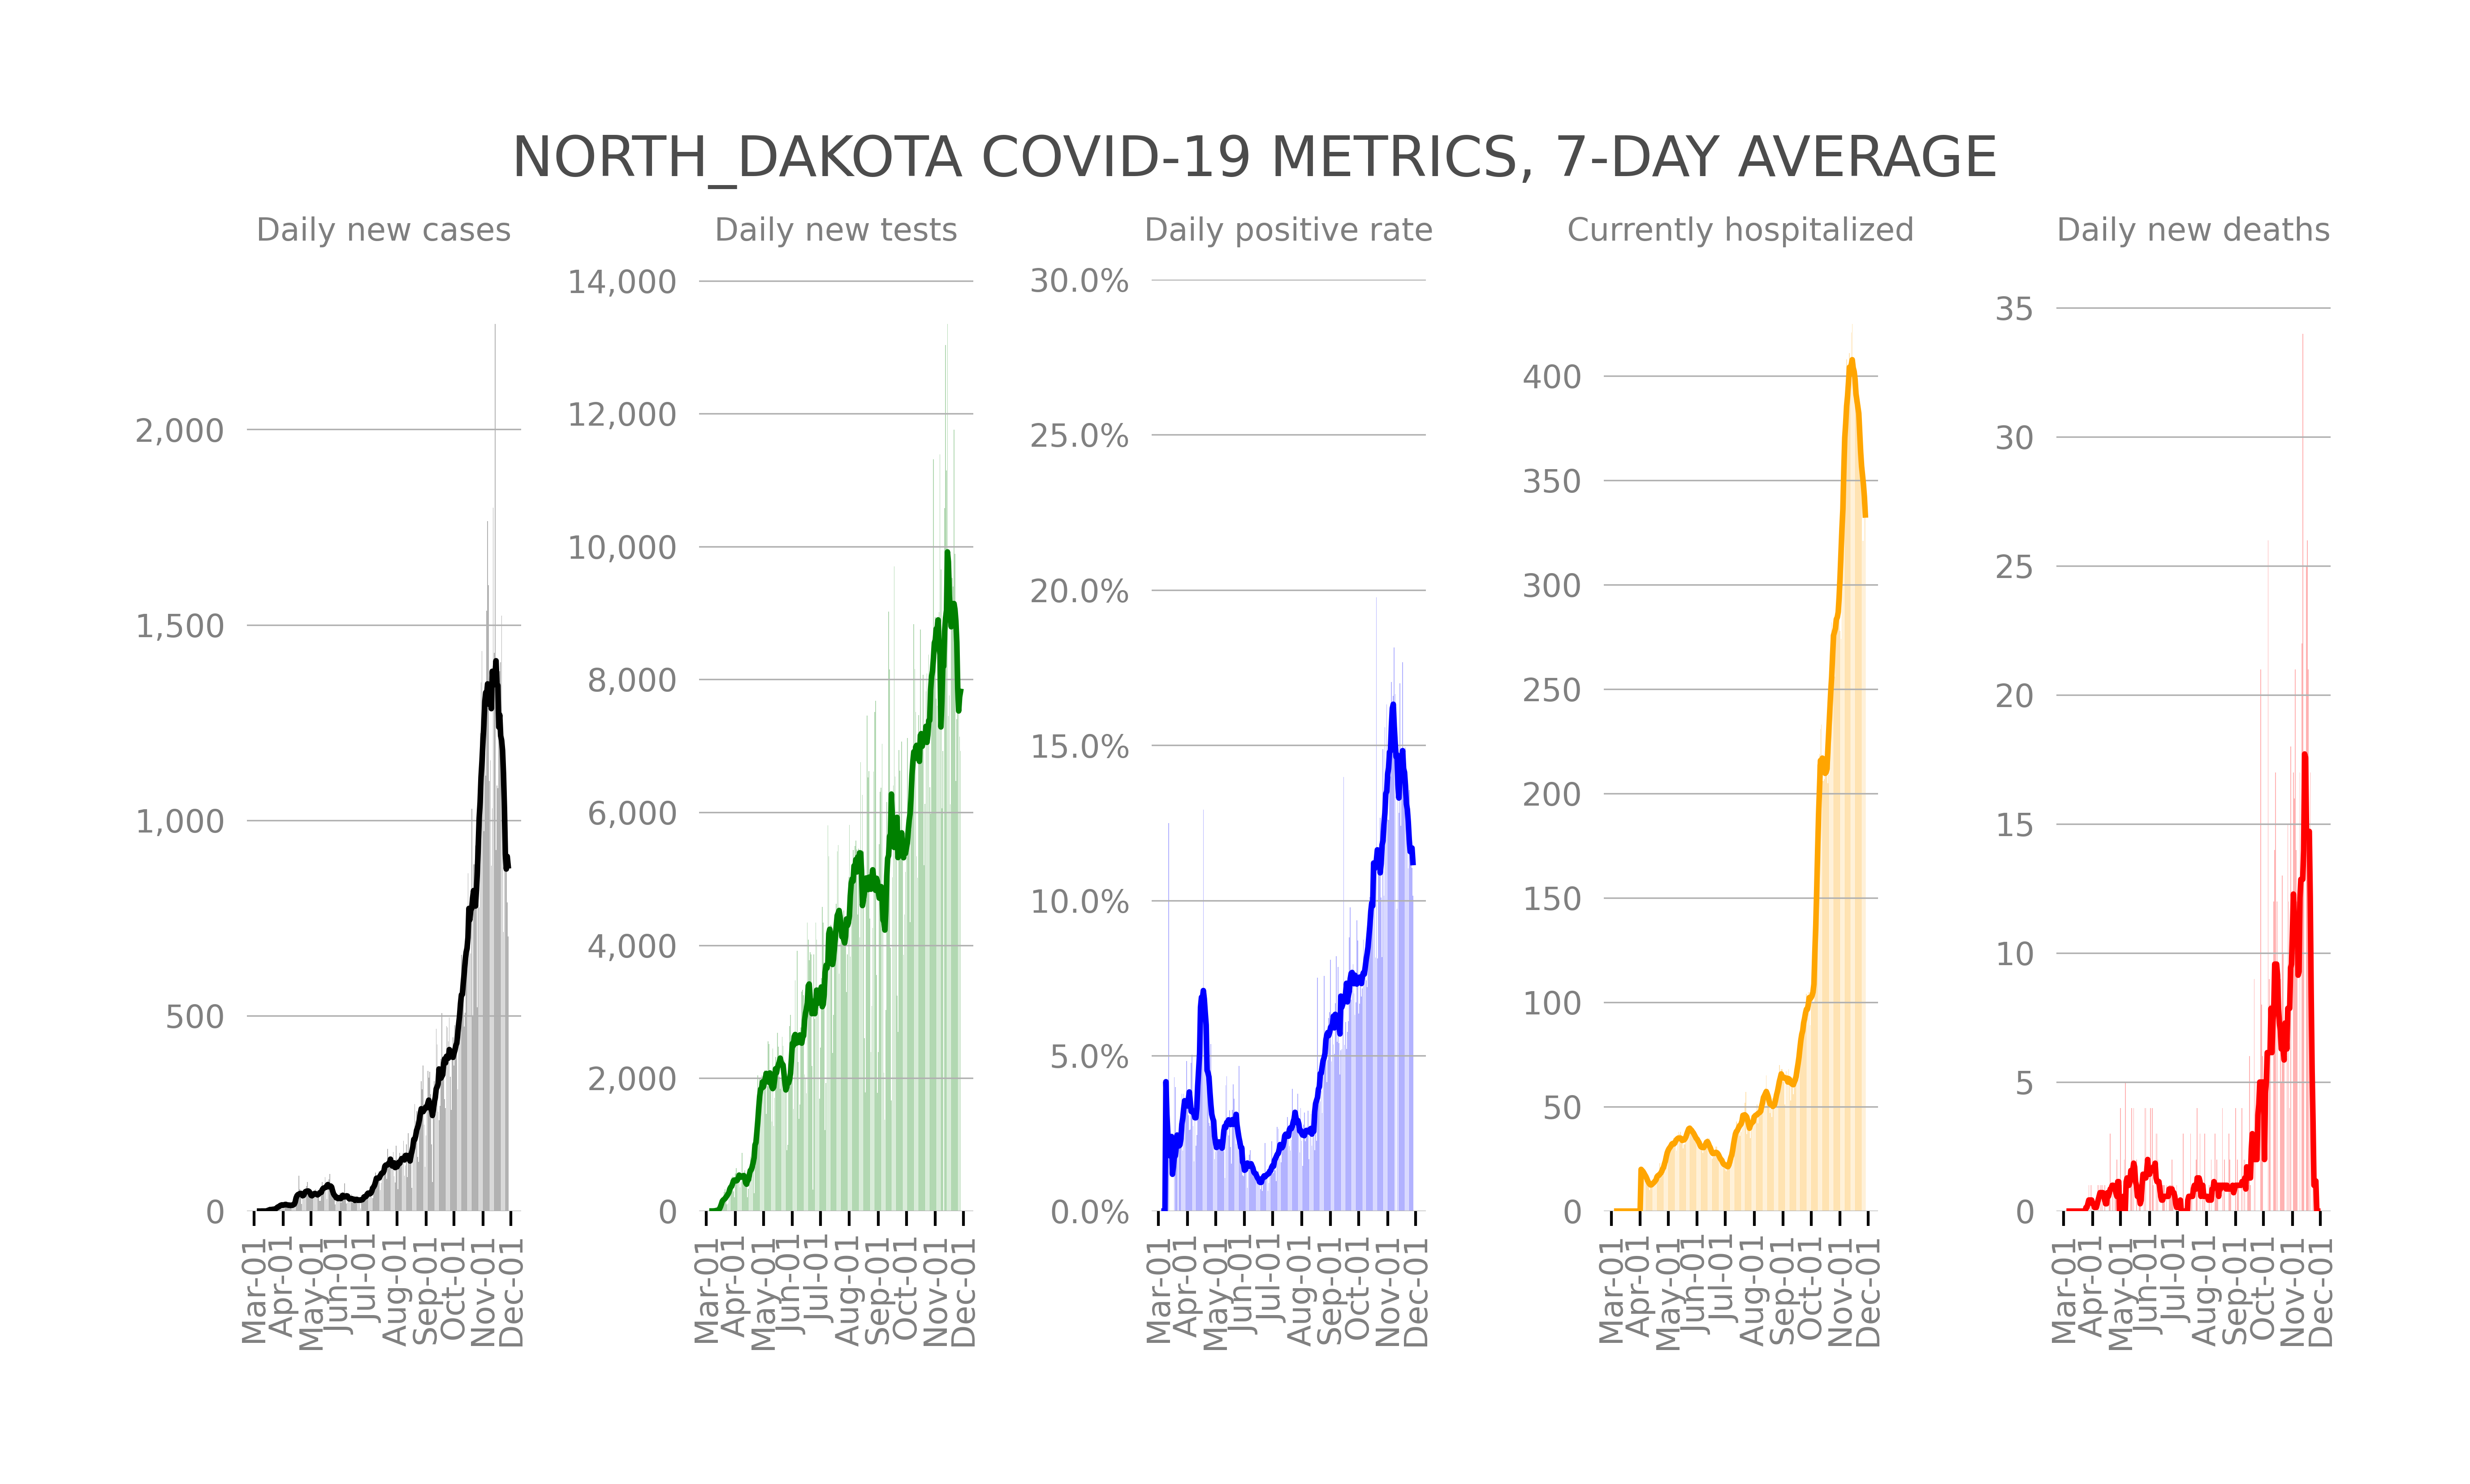 NORTH_DAKOTA COVID-19 METRICS, 7-DAY AVERAGE
Daily new cases
2,000
1,500
1,000
500
0
Mar-01
Apr-01
May-01
Jun-01
Jul-01
Aug-01
Sep-01
Oct-01
Nov-01
Dec-01
Daily new tests
14,000
12,000
10,000
8,000
6,000
4,000
2,000
0
Mar-01
Apr-01
May-01
Jun-01
Jul-01
Aug-01
Sep-01
Oct-01
Nov-01
Dec-01
Daily positive rate
30.0%
25.0%
20.0%
15.0%
10.0%
5.0%
0.0%
Mar-01
Apr-01
May-01
Jun-01
Jul-01
Aug-01
Sep-01
Oct-01
Nov-01
Dec-01
Currently hospitalized
400
350
300
250
200
150
100
50
0
Mar-01
Apr-01
May-01
Jun-01
Jul-01
Aug-01
Sep-01
Oct-01
Nov-01
Dec-01
Daily new deaths
35
30
25
20
15
10
5
0
Mar-01
Apr-01
May-01
Jun-01
Jul-01
Aug-01
Sep-01
Oct-01
Nov-01
Dec-01